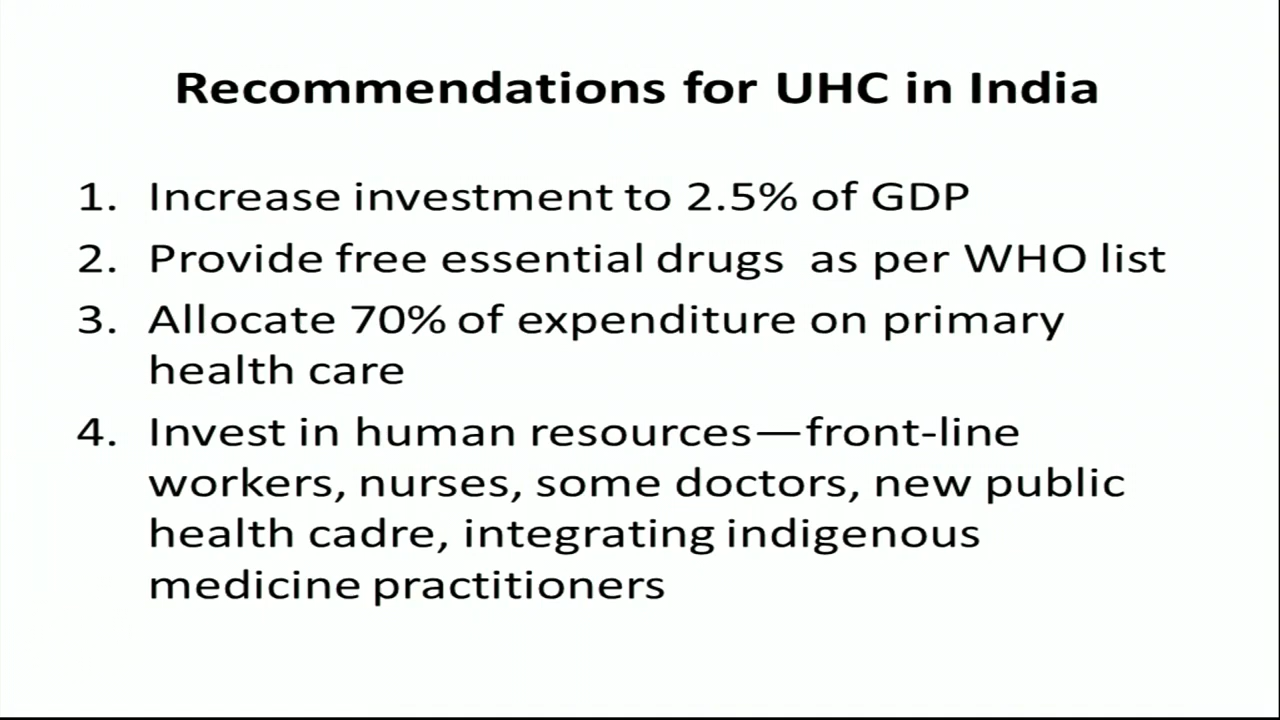 Recommendations for UHC in India
1. Increase investment to 2.5% of GDP
2. Provide free essential drugs as per WHO list
3. Allocate 70% of expenditure on primary
health care
4. Invest in human resources—front-line
workers, nurses, some doctors, new public
health cadre, integrating indigenous
medicine practitioners